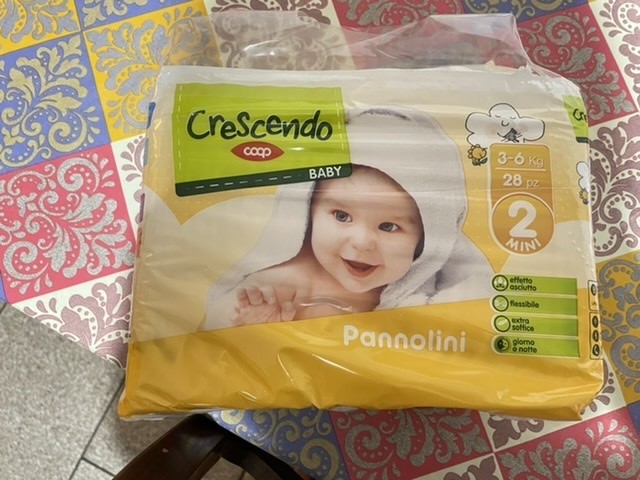 Crescendo
coop
BABY
3-6 Kg
28 pz
2
MINI
effetto
asciutto
flessibile
extra
soffice
giorno
e notte
Pannolini